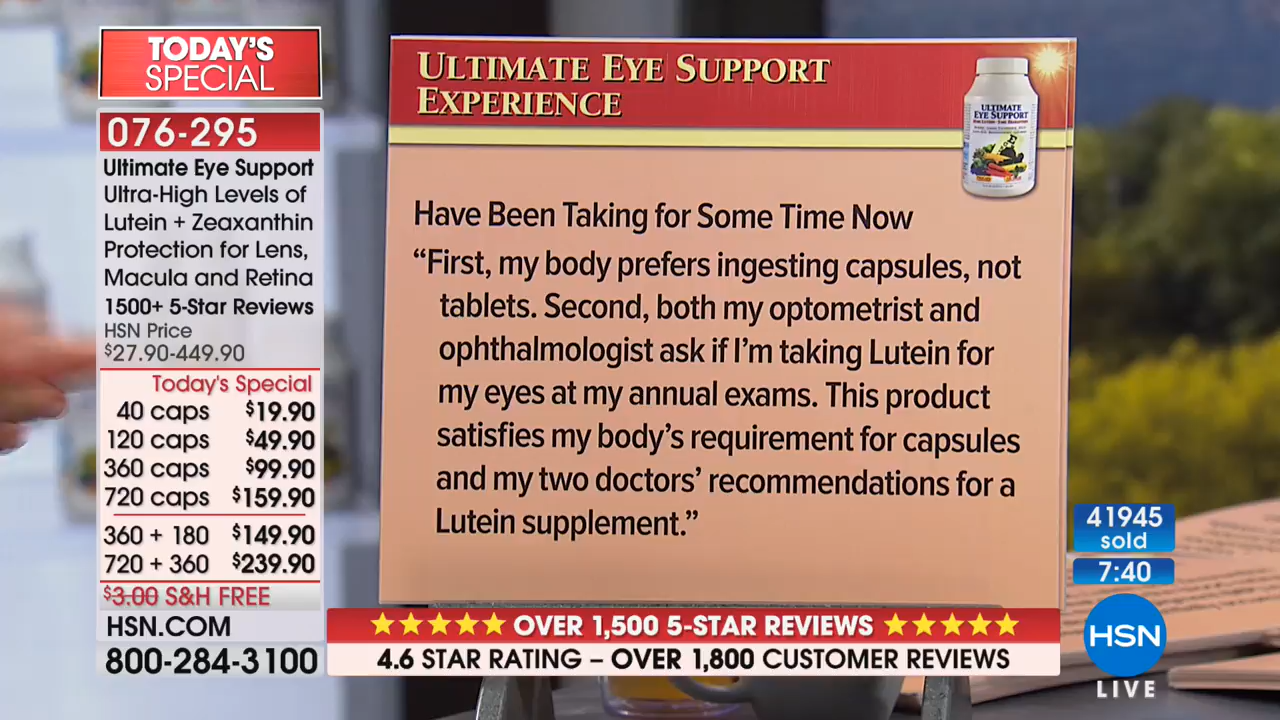 TODAY'S
SPECIAL
076-295
Ultimate Eye Support
Ultra-High Levels of
Lutein + Zeaxanthin
Protection for Lens,
Macula and Retina
1500+ 5-Star Reviews
HSN Price
$27.90-449.90
Today's Special
40 caps $19.90
120 caps $49.90
360 caps $99.90
720 caps $159.90
360 + 180 $149.90
720 + 360 $239.90
$3.00 S&H FREE
HSN.COM
800-284-3100
ULTIMATE EYE SUPPORT
EXPERIENCE
ULTIMATE
EYE SUPPORT
Have Been Taking for Some Time Now
“First, my body prefers ingesting capsules, not
tablets. Second, both my optometrist and
ophthalmologist ask if I'm taking Lutein for
my eyes at my annual exams. This product
satisfies my body's requirement for capsules
and my two doctors' recommendations for a
Lutein supplement.”
41945
sold
7:40
HSN
LIVE
OVER 1,500 5-STAR REVIEWS
4.6 STAR RATING – OVER 1,800 CUSTOMER REVIEWS